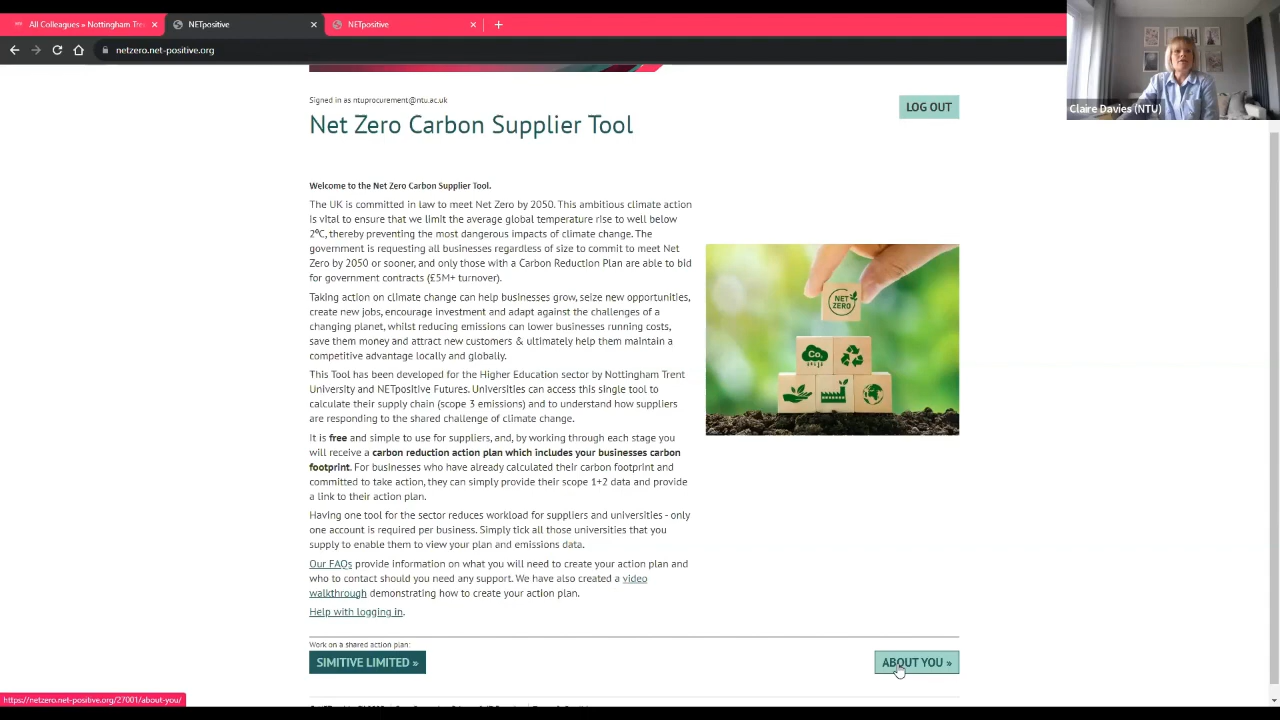 All Colleagues » Nottingham Tre
NETpositive
NETpositive
netzero.net-positive.org
Claire Davies (NTU)
Signed in as ntuprocurement@ntu.ac.uk
LOG OUT
Net Zero Carbon Supplier Tool
Welcome to the Net Zero Carbon Supplier Tool.
The UK is committed in law to meet Net Zero by 2050. This ambitious climate action
is vital to ensure that we limit the average global temperature rise to well below
2ºC, thereby preventing the most dangerous impacts of climate change. The
government is requesting all businesses regardless of size to commit to meet Net
Zero by 2050 or sooner, and only those with a Carbon Reduction Plan are able to bid
for government contracts (£5M+ turnover).
Taking action on climate change can help businesses grow, seize new opportunities,
create new jobs, encourage investment and adapt against the challenges of a
changing planet, whilst reducing emissions can lower businesses running costs,
save them money and attract new customers & ultimately help them maintain a
competitive advantage locally and globally.
This Tool has been developed for the Higher Education sector by Nottingham Trent
University and NETpositive Futures. Universities can access this single tool to
calculate their supply chain (scope 3 emissions) and to understand how suppliers
are responding to the shared challenge of climate change.
It is free and simple to use for suppliers, and, by working through each stage you
will receive a carbon reduction action plan which includes your businesses carbon
footprint. For businesses who have already calculated their carbon footprint and
committed to take action, they can simply provide their scope 1+2 data and provide
a link to their action plan.
Having one tool for the sector reduces workload for suppliers and universities - only
one account is required per business. Simply tick all those universities that you
supply to enable them to view your plan and emissions data.
Our FAQs provide information on what you will need to create your action plan and
who to contact should you need any support. We have also created a video
walkthrough demonstrating how to create your action plan.
Help with logging in.
NET
ZERO
Co2
Work on a shared action plan:
SIMITIVE LIMITED »
ABOUT YOU »
https://netzero.net-positive.org/27001/about-you/